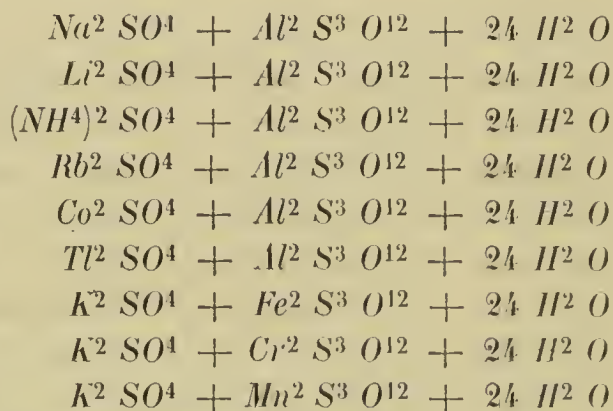 Na² SO⁴ + Al² S³ O¹² + 24 H² O
Li² SO⁴ + Al² S³ O¹² + 24 H² O
(NH⁴)² SO⁴ + Al² S³ O¹² + 24 H² O
Rb² SO⁴ + Al² S³ O¹² + 24 H² O
Co² SO⁴ + Al² S³ O¹² + 24 H² O
Tl² SO⁴ + Al² S³ O¹² + 24 H² O
K² SO⁴ + Fe² S³ O¹² + 24 H² O
K² SO⁴ + Cr² S³ O¹² + 24 H² O
K² SO⁴ + Mn² S³ O¹² + 24 H² O